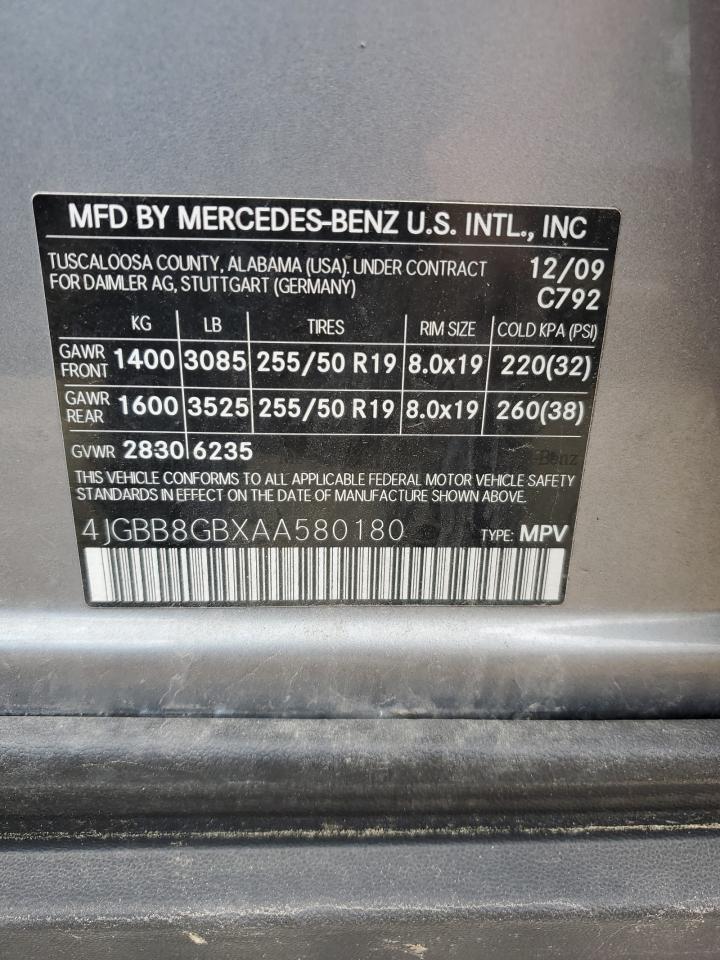 MFD BY MERCEDES-BENZ U.S. INTL., INC
TUSCALOOSA COUNTY, ALABAMA (USA). UNDER CONTRACT 12/09
FOR DAIMLER AG, STUTTGART (GERMANY) C792
KG LB TIRES RIM SIZE COLD KPA (PSI)
GAWR FRONT 1400 3085 255/50 R19 8.0x19 220(32)
GAWR REAR 1600 3525 255/50 R19 8.0x19 260(38)
GVWR 2830 6235
THIS VEHICLE CONFORMS TO ALL APPLICABLE FEDERAL MOTOR VEHICLE SAFETY
STANDARDS IN EFFECT ON THE DATE OF MANUFACTURE SHOWN ABOVE.
4JGBB8GBXAA580180 TYPE: MPV